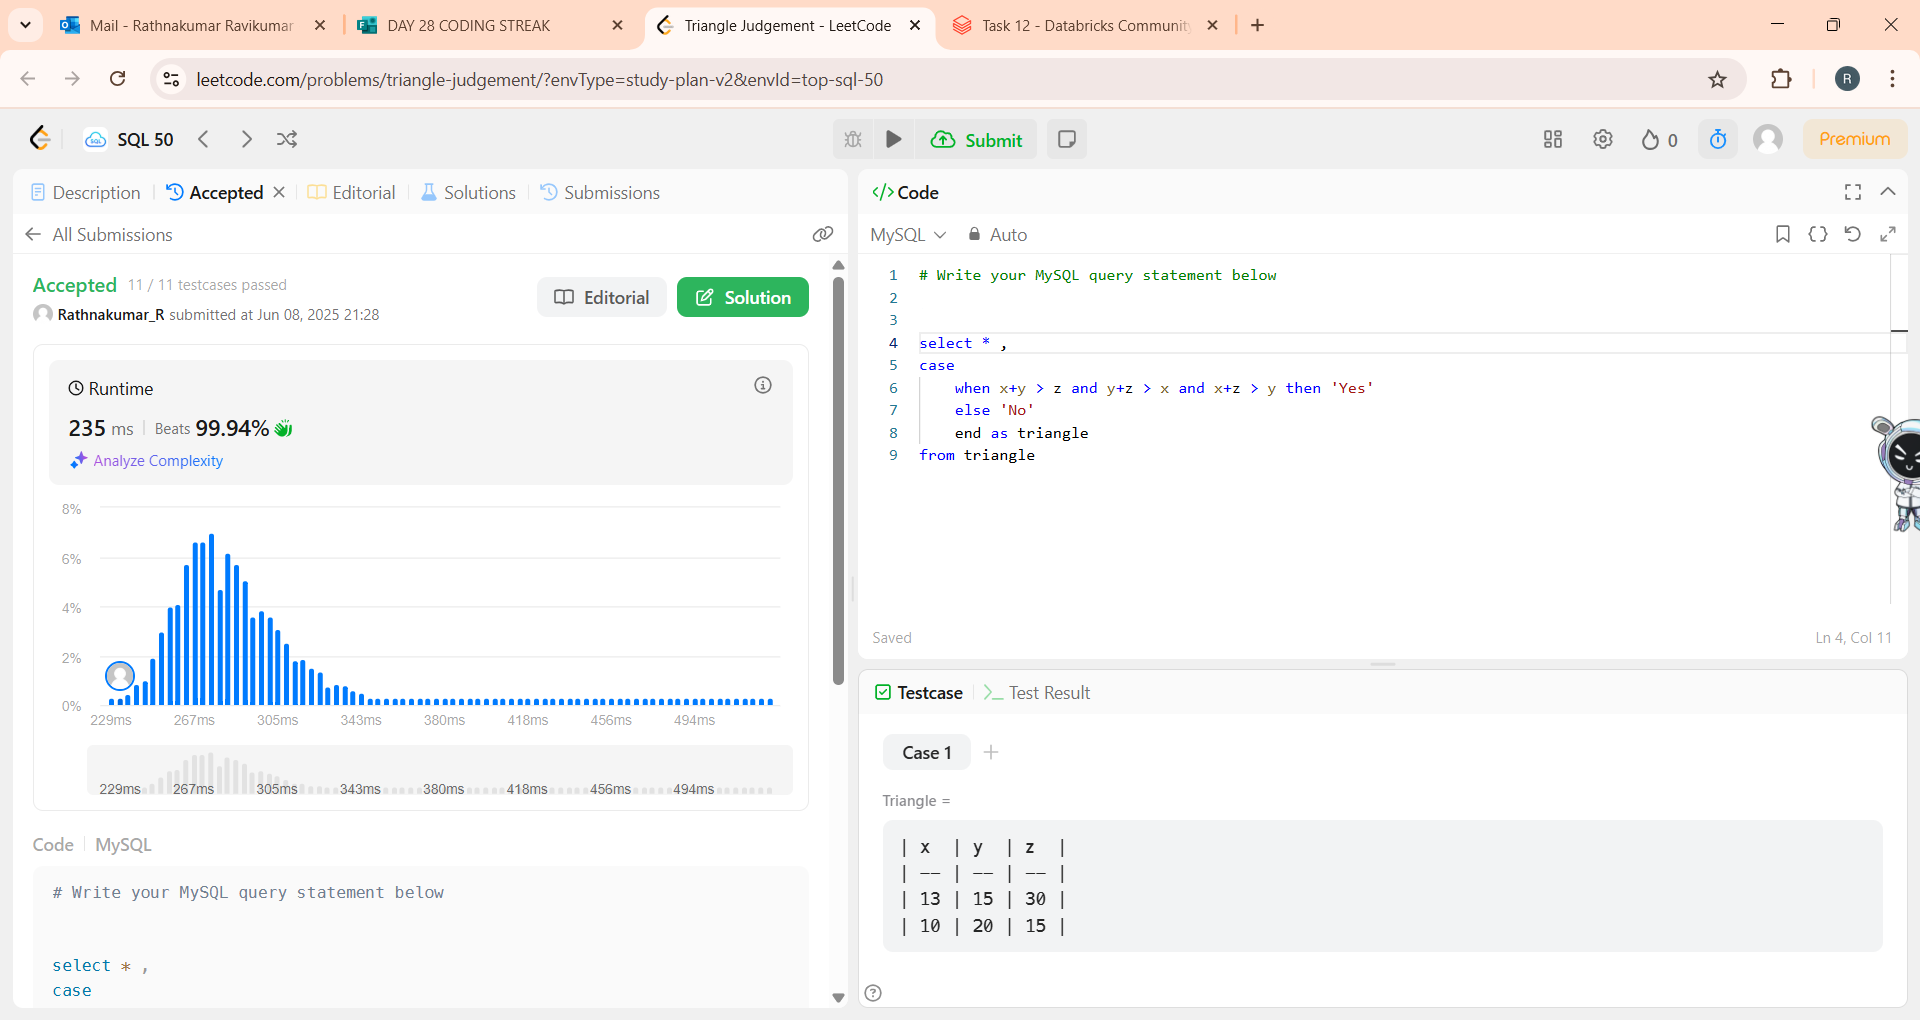 Mail - Rathnakumar Ravikumar
DAY 28 CODING STREAK
Triangle Judgement - LeetCode
Task 12 - Databricks Community
leetcode.com/problems/triangle-judgement/?envType=study-plan-v2&envId=top-sql-50
R
SQL 50
Submit
0
Premium
Description
Accepted
Editorial
Solutions
Submissions
All Submissions
Accepted 11 / 11 testcases passed
Rathnakumar_R submitted at Jun 08, 2025 21:28
Editorial
Solution
Runtime
235 ms Beats 99.94%
Analyze Complexity
8%
6%
4%
2%
0%
229ms 267ms 305ms 343ms 380ms 418ms 456ms 494ms
229ms 267ms 305ms 343ms 380ms 418ms 456ms 494ms
Code MySQL
# Write your MySQL query statement below
select * ,
case
</> Code
MySQL Auto
1 # Write your MySQL query statement below
2
3
4 select * ,
5 case
6 when x+y > z and y+z > x and x+z > y then 'Yes'
7 else 'No'
8 end as triangle
9 from triangle
Saved
Ln 4, Col 11
Testcase
>_ Test Result
Case 1
Triangle =
| x | y | z |
| -- | -- | -- |
| 13 | 15 | 30 |
| 10 | 20 | 15 |